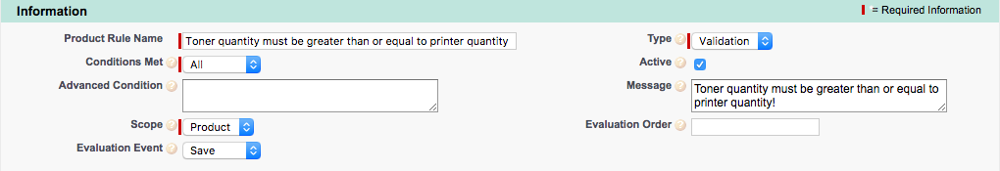 Information
= Required Information
Product Rule Name Toner quantity must be greater than or equal to printer quantity
Type ? Validation
Conditions Met ? All
Active ?
Advanced Condition ?
Message ? Toner quantity must be greater than or equal to
printer quantity!
Scope ? Product
Evaluation Order ?
Evaluation Event ? Save